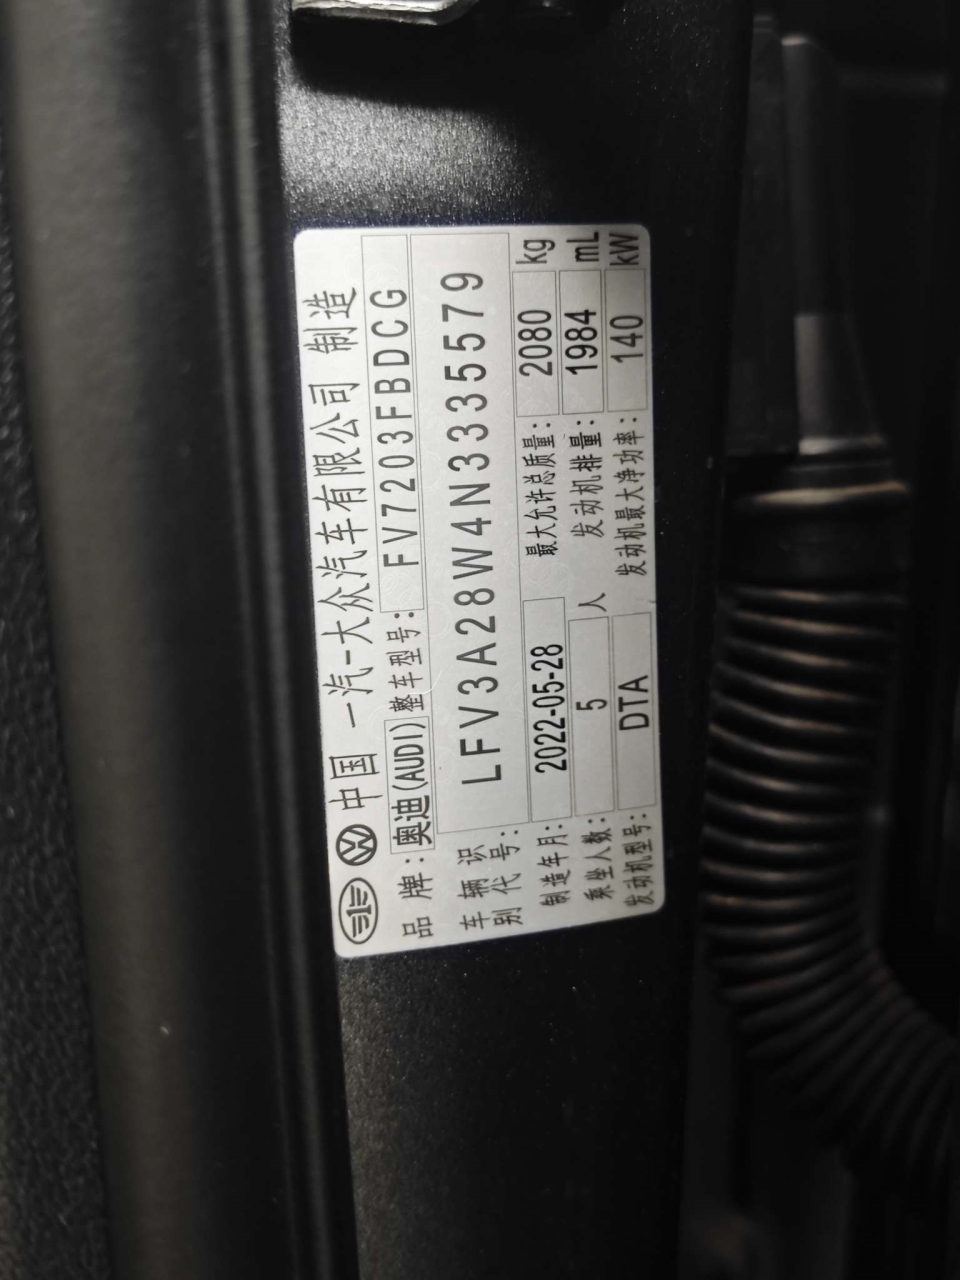 中国 一汽-大众汽车有限公司 制造
品牌: 奥迪(AUDI) 整车型号: FV7203FBDCG
车辆识别代号: LFV3A28W4N3335579
制造年月: 2022-05-28 最大允许总质量: 2080 kg
乘坐人数: 5 人 发动机排量: 1984 mL
发动机型号: DTA 发动机最大净功率: 140 kW